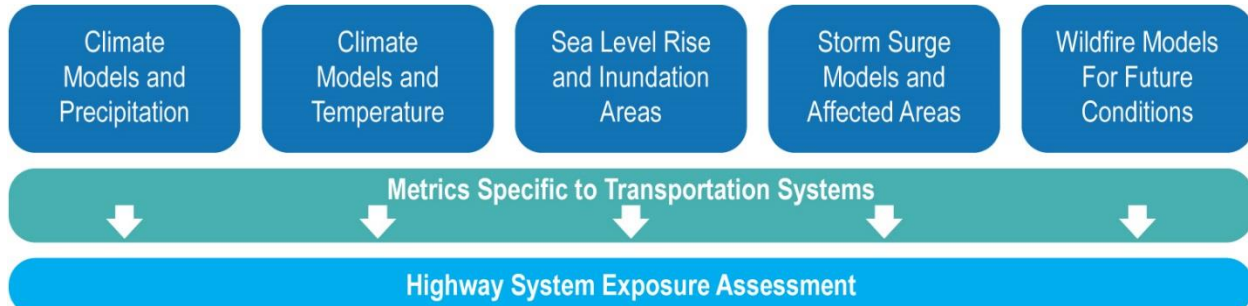 Climate
Models and
Precipitation
Climate
Models and
Temperature
Sea Level Rise
and Inundation
Areas
Storm Surge
Models and
Affected Areas
Wildfire Models
For Future
Conditions
Metrics Specific to Transportation Systems
Highway System Exposure Assessment